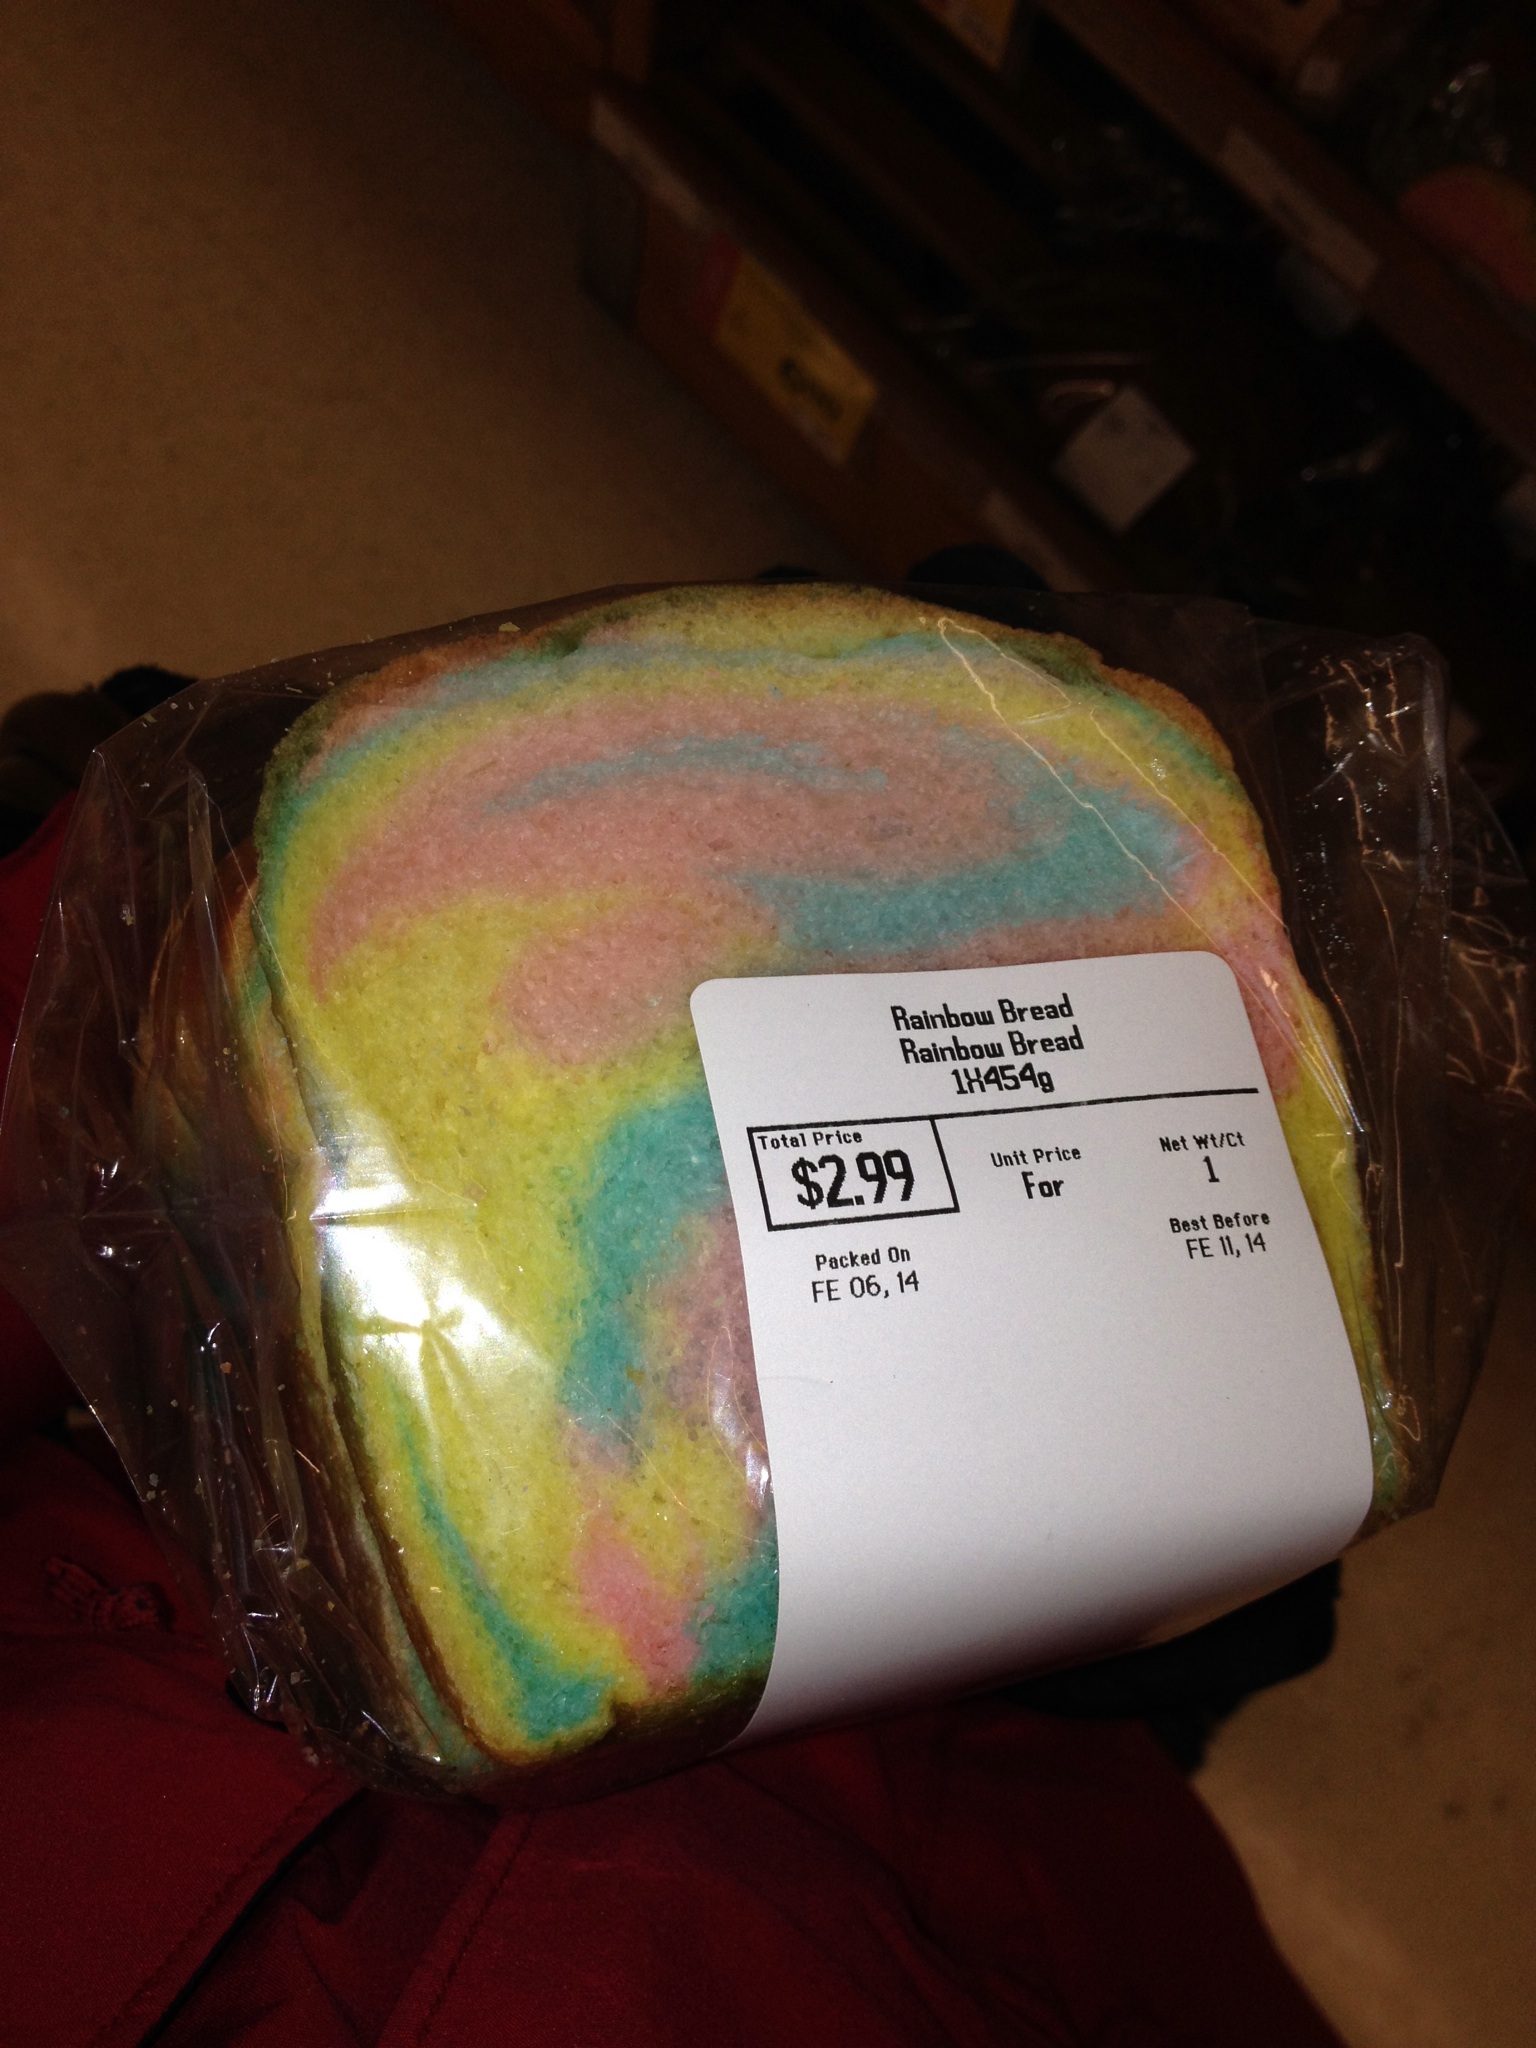 Rainbow Bread
Rainbow Bread
1X454g
Total Price
$2.99
Unit Price
For
Net Wt/Ct
1
Packed On
FE 06, 14
Best Before
FE 11, 14